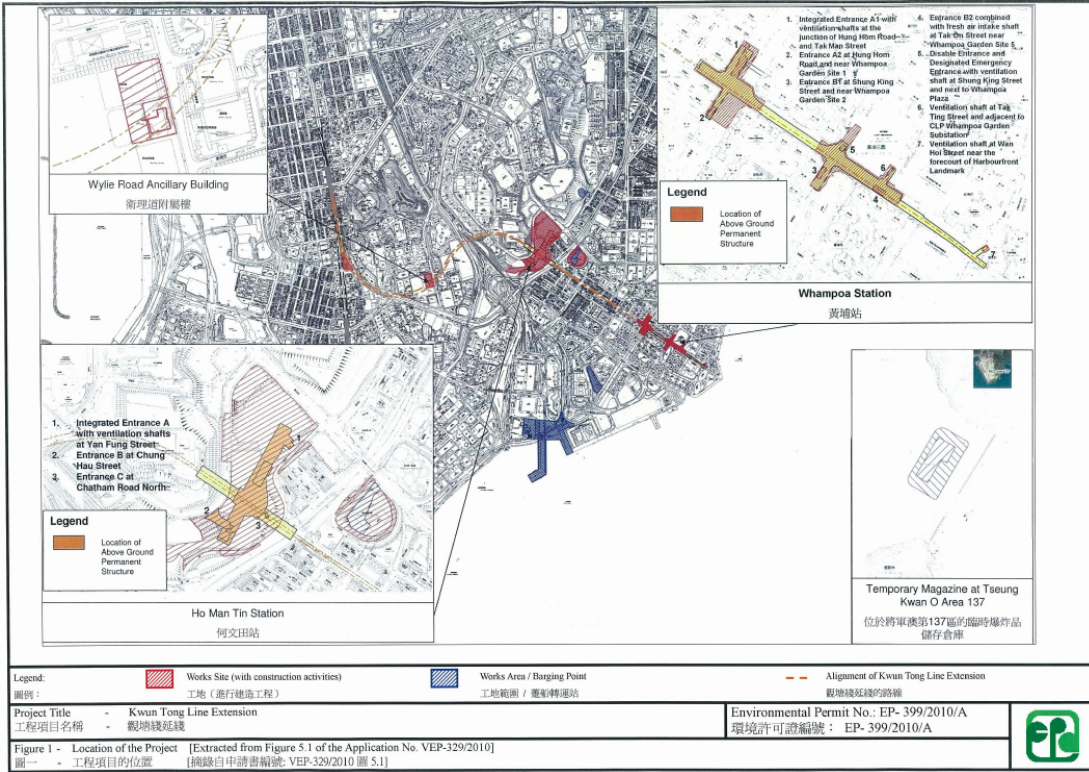 Wylie Road Ancillary Building
衛理道附屬樓
1. Integrated Entrance A1 with
ventilation shafts at the
junction of Hung Hom Road
and Tak Man Street
2. Entrance A2 at Hung Hom
Road and near Whampoa
Garden Site 1
3. Entrance B1 at Shung King
Street and near Whampoa
Garden Site 2
4. Entrance B2 combined
with fresh air intake shaft
at Tak On Street near
Whampoa Garden Site 5
5. Disable Entrance and
Designated Emergency
Entrance with ventilation
shaft at Shung King Street
and next to Whampoa
Plaza
6. Ventilation shaft at Tak
Ting Street and adjacent to
CLP Whampoa Garden
Substation
7. Ventilation shaft at Wan
Hoi Street near the
forecourt of Harbourfront
Landmark
1
2
3
4
5
6
7
Legend
Location of
Above Ground
Permanent
Structure
Whampoa Station
黃埔站
1. Integrated Entrance A
with ventilation shafts
at Yan Fung Street
2. Entrance B at Chung
Hau Street
3. Entrance C at
Chatham Road North
1
2
3
Legend
Location of
Above Ground
Permanent
Structure
Ho Man Tin Station
何文田站
Temporary Magazine at Tseung
Kwan O Area 137
位於將軍澳第137區的臨時爆炸品
儲存倉庫
Legend:
圖例：
Works Site (with construction activities)
工地（進行建造工程）
Works Area / Barging Point
工地範圍 / 躉船轉運站
Alignment of Kwun Tong Line Extension
觀塘綫延綫的路線
Project Title - Kwun Tong Line Extension
工程項目名稱 - 觀塘綫延綫
Environmental Permit No.: EP- 399/2010/A
環境許可證編號： EP- 399/2010/A
Figure 1 - Location of the Project [Extracted from Figure 5.1 of the Application No. VEP-329/2010]
圖一 - 工程項目的位置 [摘錄自申請書編號: VEP-329/2010 圖 5.1]